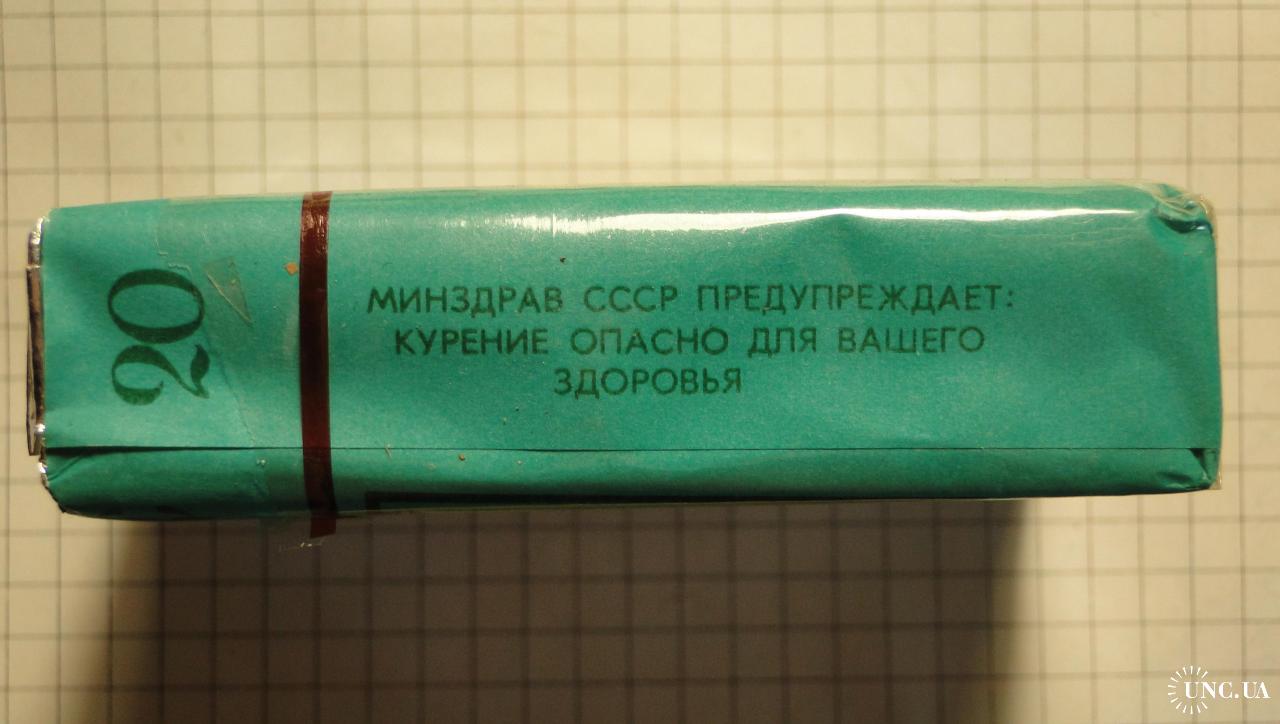 20
МИНЗДРАВ СССР ПРЕДУПРЕЖДАЕТ:
КУРЕНИЕ ОПАСНО ДЛЯ ВАШЕГО
ЗДОРОВЬЯ
UNC.UA